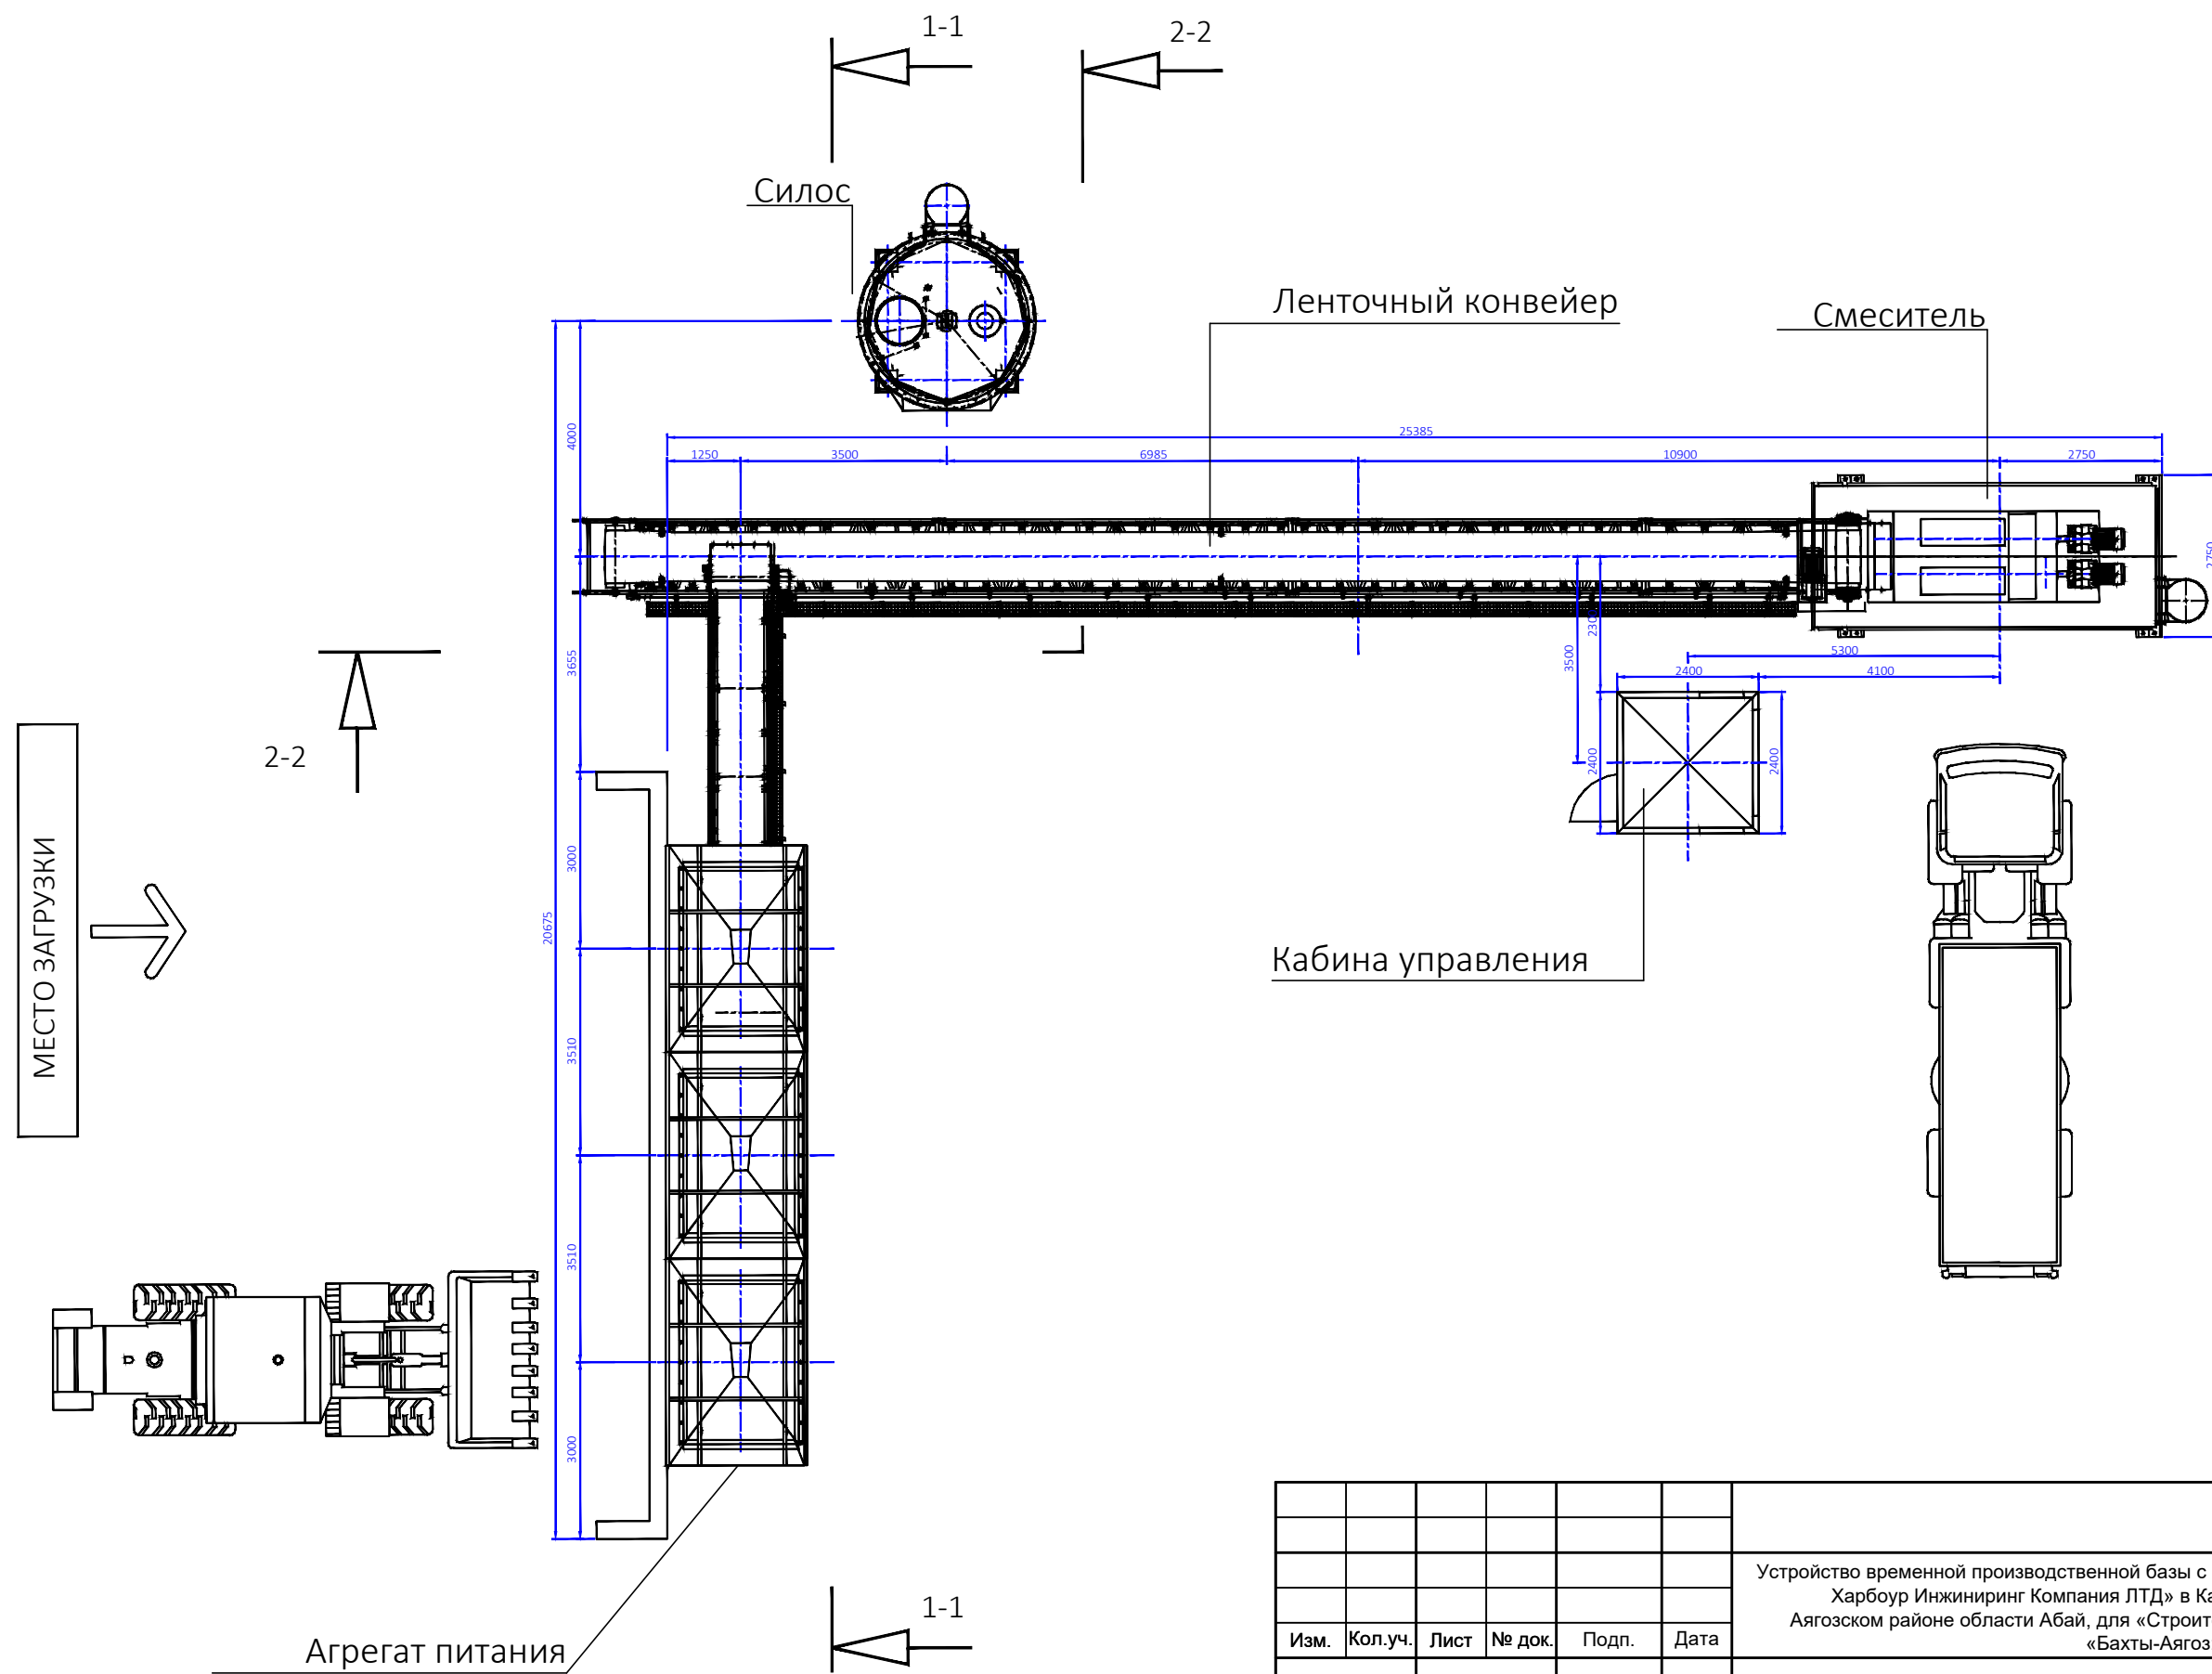 1-1
2-2
Силос
Ленточный конвейер
Смеситель
4000
25385
1250
3500
6985
10900
2750
2750
2300
3500
3655
5300
2400
4100
2-2
2400
2400
МЕСТО ЗАГРУЗКИ
3000
20675
Кабина управления
3510
3510
3000
Устройство временной производственной базы с
Харбоур Инжиниринг Компания ЛТД» в Ка
Аягозском районе области Абай, для «Строит
«Бахты-Аягоз
Изм.
Кол.уч.
Лист
№ док.
Подп.
Дата
1-1
Агрегат питания